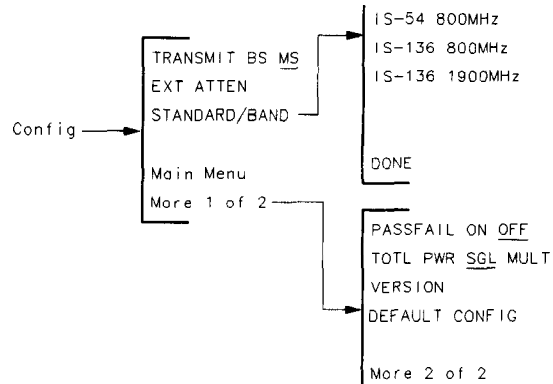 Config
TRANSMIT BS MS
EXT ATTEN
STANDARD/BAND
Main Menu
More 1 of 2
IS-54 800MHz
IS-136 800MHz
IS-136 1900MHz
DONE
PASSFAIL ON OFF
TOTL PWR SGL MULT
VERSION
DEFAULT CONFIG
More 2 of 2